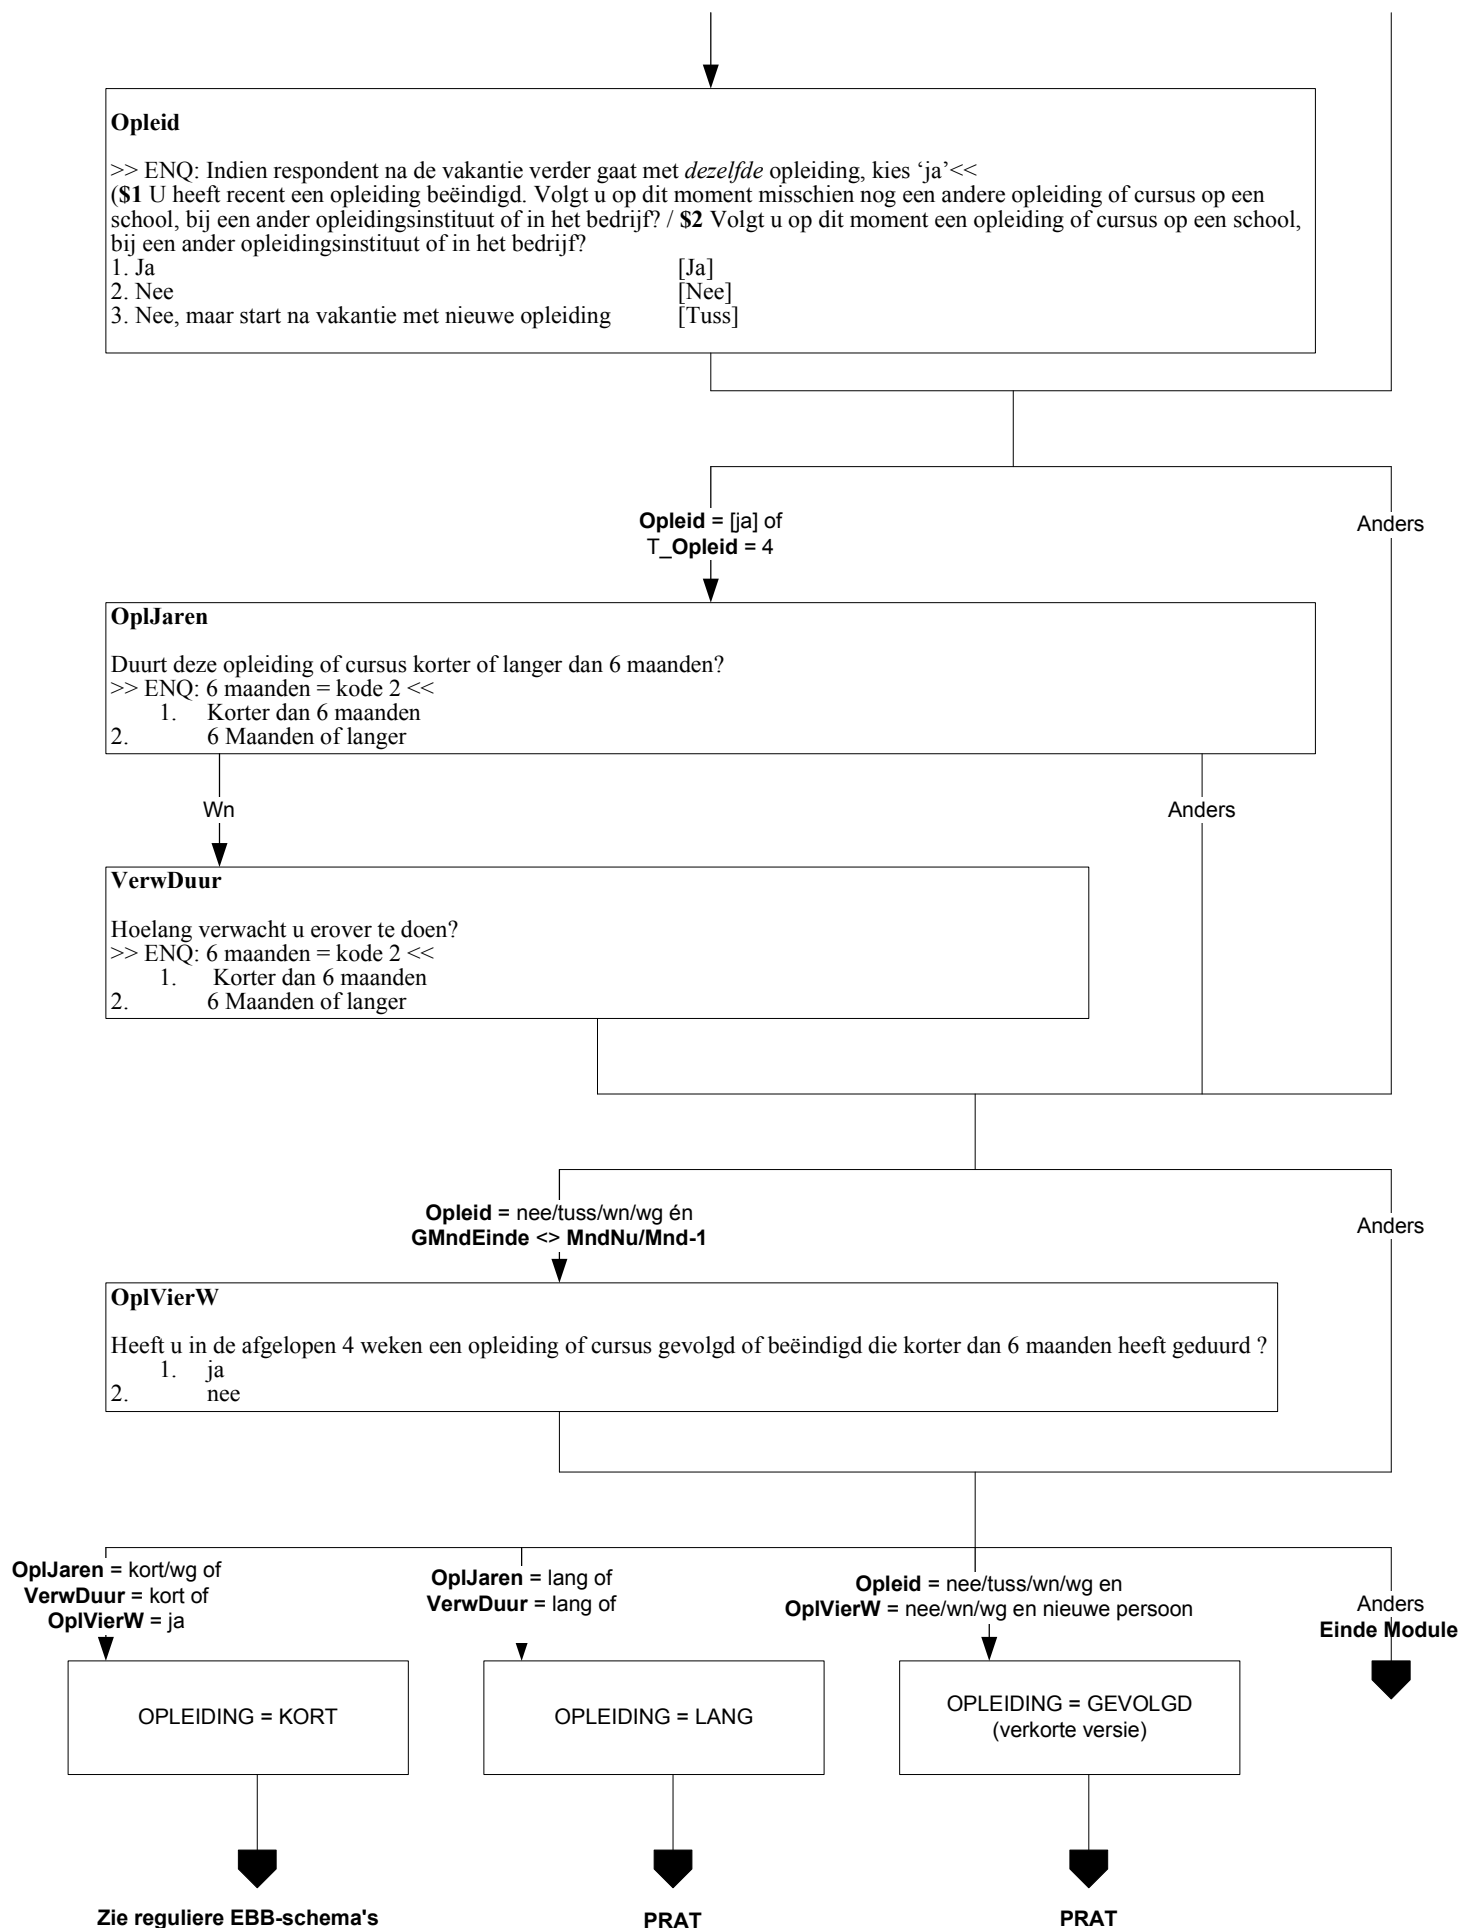 Opleid
>> ENQ: Indien respondent na de vakantie verder gaat met dezelfde opleiding, kies ‘ja’<<
($1 U heeft recent een opleiding beëindigd. Volgt u op dit moment misschien nog een andere opleiding of cursus op een
school, bij een ander opleidingsinstituut of in het bedrijf? / $2 Volgt u op dit moment een opleiding of cursus op een school,
bij een ander opleidingsinstituut of in het bedrijf?
1. Ja [Ja]
2. Nee [Nee]
3. Nee, maar start na vakantie met nieuwe opleiding [Tuss]
Opleid = [ja] of
T_Opleid = 4
Anders
OplJaren
Duurt deze opleiding of cursus korter of langer dan 6 maanden?
>> ENQ: 6 maanden = kode 2 <<
1. Korter dan 6 maanden
2. 6 Maanden of langer
Wn
Anders
VerwDuur
Hoelang verwacht u erover te doen?
>> ENQ: 6 maanden = kode 2 <<
1. Korter dan 6 maanden
2. 6 Maanden of langer
Opleid = nee/tuss/wn/wg én
GMndEinde <> MndNu/Mnd-1
Anders
OplVierW
Heeft u in de afgelopen 4 weken een opleiding of cursus gevolgd of beëindigd die korter dan 6 maanden heeft geduurd ?
1. ja
2. nee
OplJaren = kort/wg of
VerwDuur = kort of
OplVierW = ja
OplJaren = lang of
VerwDuur = lang of
Opleid = nee/tuss/wn/wg en
OplVierW = nee/wn/wg en nieuwe persoon
Anders
Einde Module
OPLEIDING = KORT
OPLEIDING = LANG
OPLEIDING = GEVOLGD
(verkorte versie)
Zie reguliere EBB-schema's
PRAT
PRAT